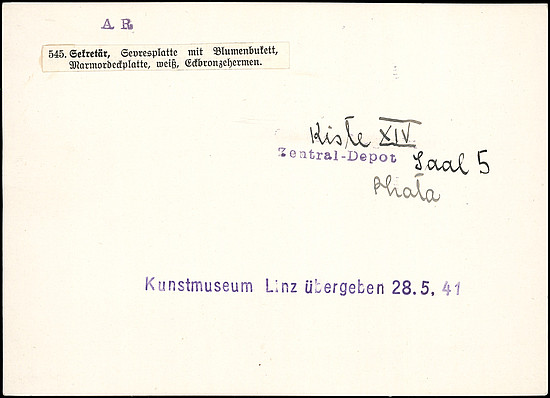 A R
545. Sekretär, Sevresplatte mit Blumenbukett,
Marmordeckplatte, weiß, Eckbronzehermen.
Kiste XIV
Zentral-Depot Saal 5
Kunstmuseum Linz übergeben 28.5. 41